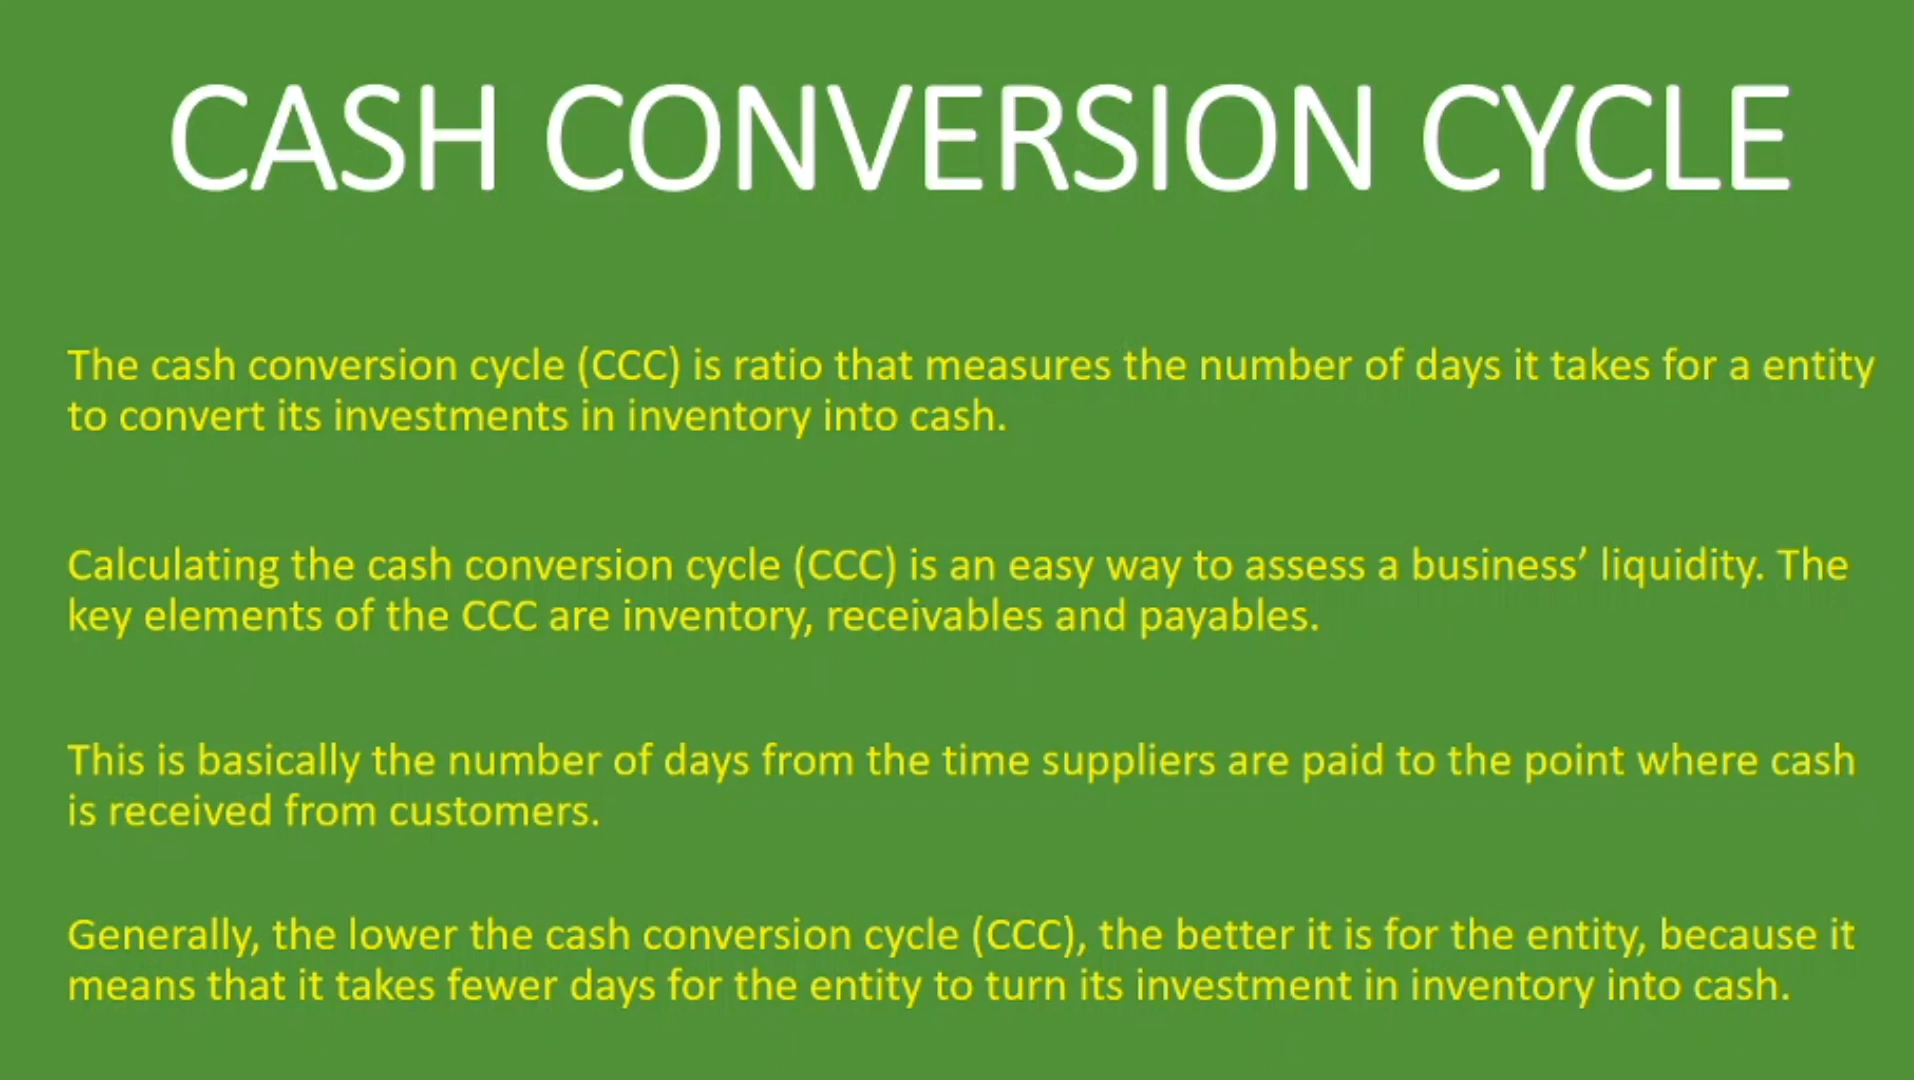 CASH CONVERSION CYCLE
The cash conversion cycle (CCC) is ratio that measures the number of days it takes for a entity
to convert its investments in inventory into cash.
Calculating the cash conversion cycle (CCC) is an easy way to assess a business’ liquidity. The
key elements of the CCC are inventory, receivables and payables.
This is basically the number of days from the time suppliers are paid to the point where cash
is received from customers.
Generally, the lower the cash conversion cycle (CCC), the better it is for the entity, because it
means that it takes fewer days for the entity to turn its investment in inventory into cash.